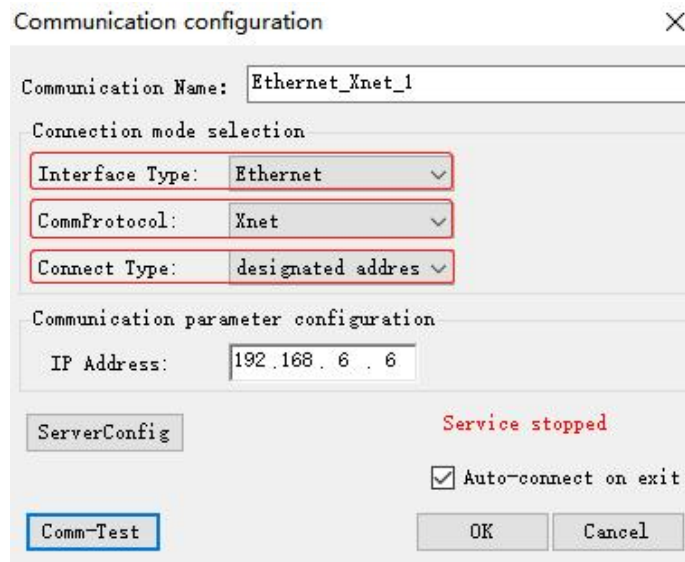 Communication configuration
Communication Name: Ethernet_Xnet_1
Connection mode selection
Interface Type: Ethernet
CommProtocol: Xnet
Connect Type: designated addres
Communication parameter configuration
IP Address: 192.168. 6 . 6
ServerConfig
Service stopped
Auto-connect on exit
Comm-Test OK Cancel